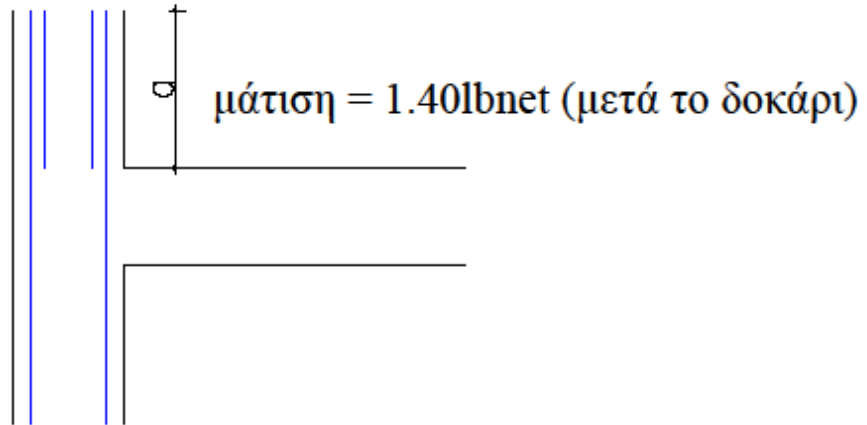 a
μάτιση = 1.40lbnet (μετά το δοκάρι)